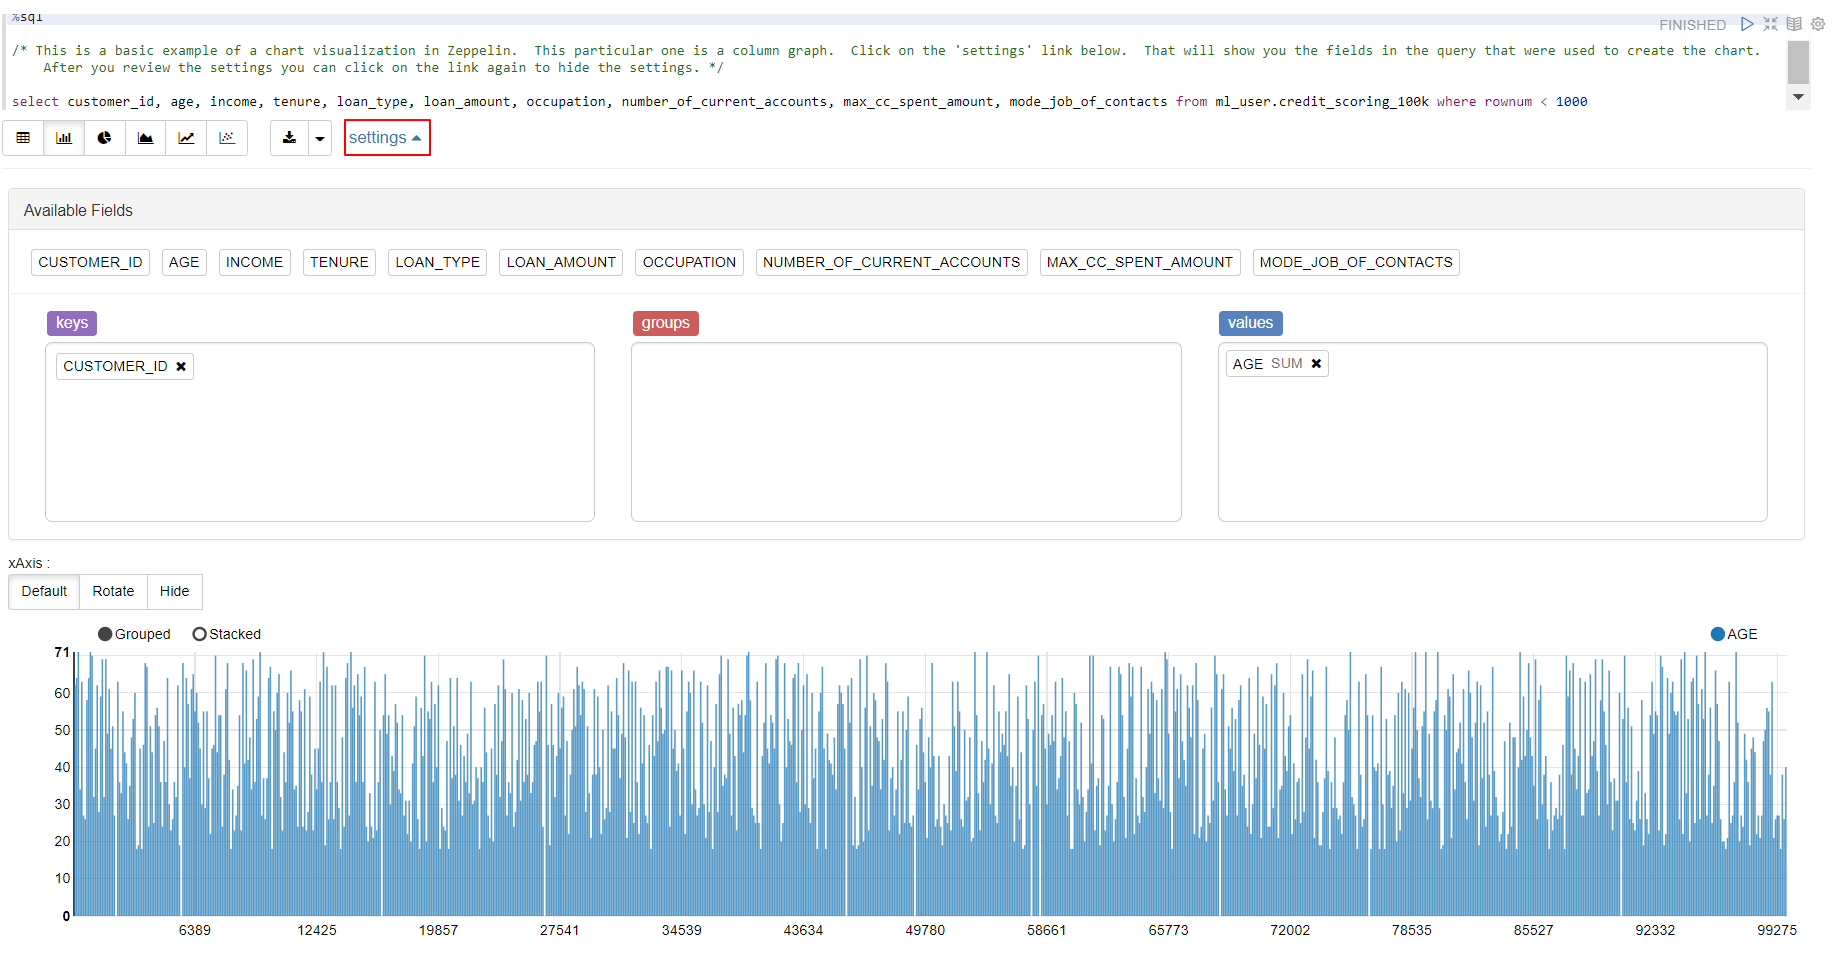 %sql
FINISHED
/* This is a basic example of a chart visualization in Zeppelin.  This particular one is a column graph.  Click on the 'settings' link below.  That will show you the fields in the query that were used to create the chart.
After you review the settings you can click on the link again to hide the settings. */
select customer_id, age, income, tenure, loan_type, loan_amount, occupation, number_of_current_accounts, max_cc_spent_amount, mode_job_of_contacts from ml_user.credit_scoring_100k where rownum < 1000
settings
Available Fields
CUSTOMER_ID AGE INCOME TENURE LOAN_TYPE LOAN_AMOUNT OCCUPATION NUMBER_OF_CURRENT_ACCOUNTS MAX_CC_SPENT_AMOUNT MODE_JOB_OF_CONTACTS
keys groups values
CUSTOMER_ID AGE SUM
xAxis :
Default Rotate Hide
Grouped Stacked AGE
71
60
50
40
30
20
10
0
6389 12425 19857 27541 34539 43634 49780 58661 65773 72002 78535 85527 92332 99275